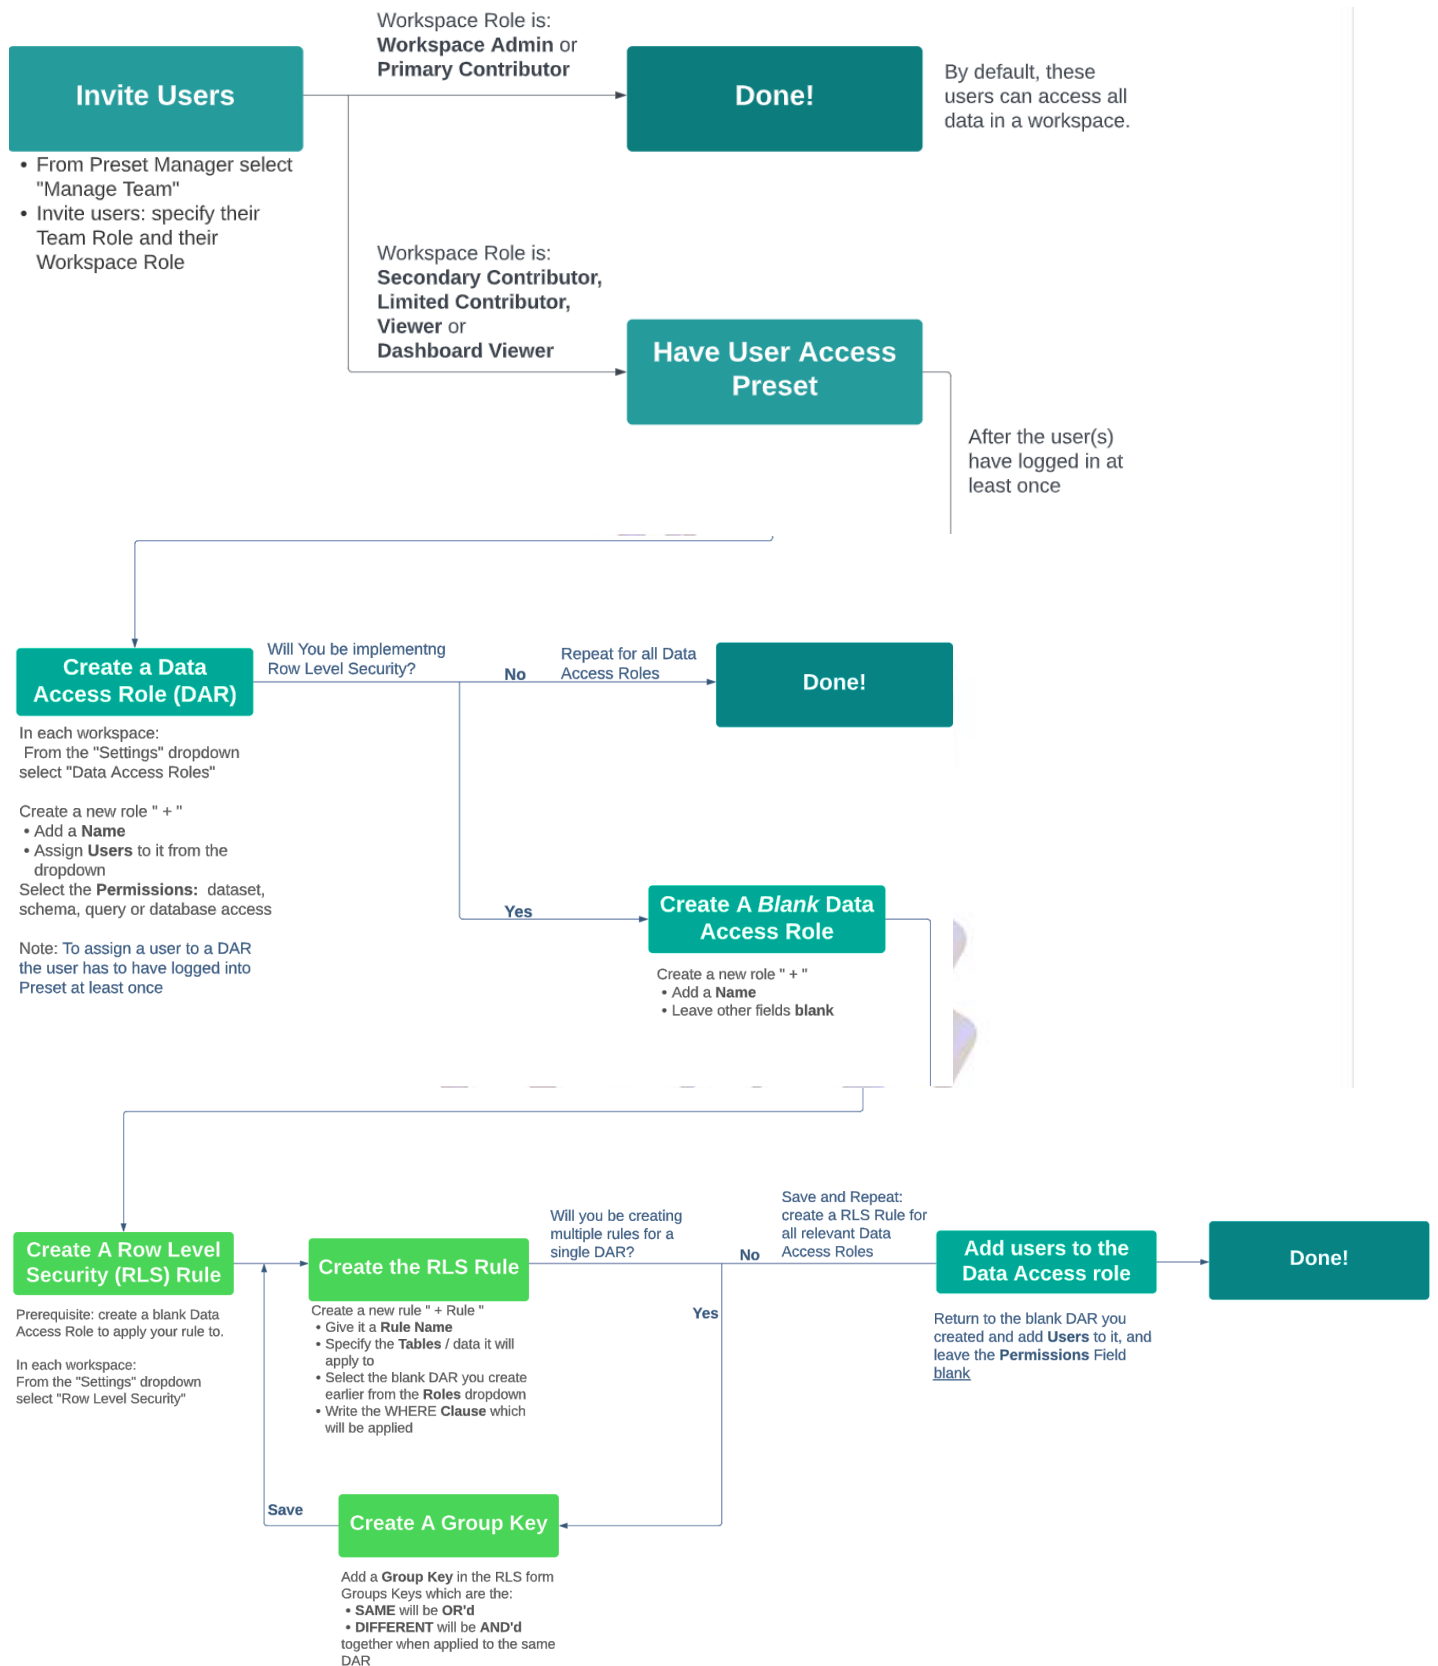 Workspace Role is:
Workspace Admin or
Primary Contributor
Invite Users
Done!
By default, these
users can access all
data in a workspace.
• From Preset Manager select
"Manage Team"
• Invite users: specify their
Team Role and their
Workspace Role
Workspace Role is:
Secondary Contributor,
Limited Contributor,
Viewer or
Dashboard Viewer
Have User Access
Preset
After the user(s)
have logged in at
least once
Create a Data
Access Role (DAR)
Will You be implementng
Row Level Security?
No
Repeat for all Data
Access Roles
Done!
In each workspace:
From the "Settings" dropdown
select "Data Access Roles"
Create a new role " + "
• Add a Name
• Assign Users to it from the
dropdown
Select the Permissions: dataset,
schema, query or database access
Note: To assign a user to a DAR
the user has to have logged into
Preset at least once
Yes
Create A Blank Data
Access Role
Create a new role " + "
• Add a Name
• Leave other fields blank
Create A Row Level
Security (RLS) Rule
Prerequisite: create a blank Data
Access Role to apply your rule to.
In each workspace:
From the "Settings" dropdown
select "Row Level Security"
Create the RLS Rule
Create a new rule " + Rule "
• Give it a Rule Name
• Specify the Tables / data it will
apply to
• Select the blank DAR you create
earlier from the Roles dropdown
• Write the WHERE Clause which
will be applied
Will you be creating
multiple rules for a
single DAR?
No
Yes
Save and Repeat:
create a RLS Rule for
all relevant Data
Access Roles
Add users to the
Data Access role
Return to the blank DAR you
created and add Users to it, and
leave the Permissions Field
blank
Done!
Save
Create A Group Key
Add a Group Key in the RLS form
Groups Keys which are the:
• SAME will be OR'd
• DIFFERENT will be AND'd
together when applied to the same
DAR